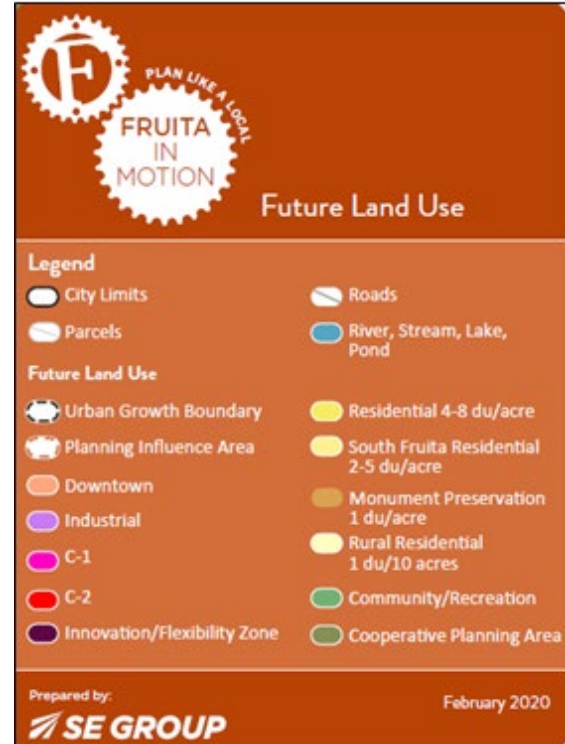 F
PLAN LIKE A LOCAL
FRUITA
IN
MOTION
Future Land Use
Legend
City Limits
Parcels
Roads
River, Stream, Lake,
Pond
Future Land Use
Urban Growth Boundary
Planning Influence Area
Downtown
Industrial
C-1
C-2
Innovation/Flexibility Zone
Residential 4-8 du/acre
South Fruita Residential
2-5 du/acre
Monument Preservation
1 du/acre
Rural Residential
1 du/10 acres
Community/Recreation
Cooperative Planning Area
Prepared by:
SE GROUP
February 2020